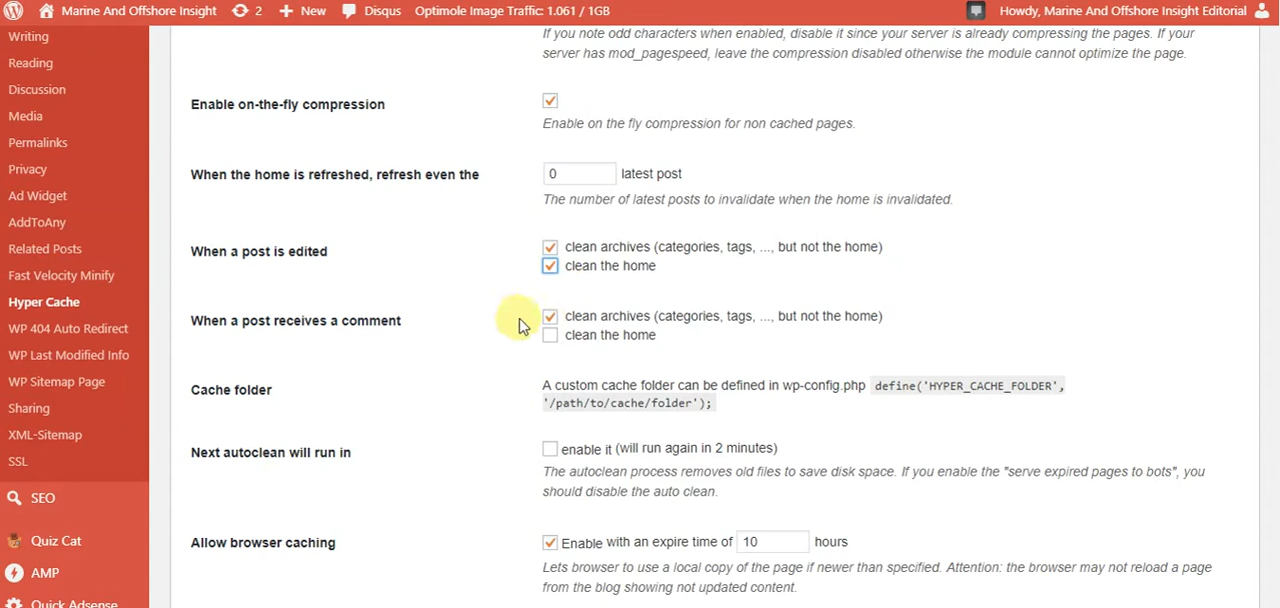 Marine And Offshore Insight 2 New Disqus Optimole Image Traffic: 1.061 / 1GB Howdy, Marine And Offshore Insight Editorial
Writing
Reading
Discussion
Media
Permalinks
Privacy
Ad Widget
AddToAny
Related Posts
Fast Velocity Minify
Hyper Cache
WP 404 Auto Redirect
WP Last Modified Info
WP Sitemap Page
Sharing
XML-Sitemap
SSL
SEO
Quiz Cat
AMP
Quick Adsense
If you note odd characters when enabled, disable it since your server is already compressing the pages. If your
server has mod_pagespeed, leave the compression disabled otherwise the module cannot optimize the page.
Enable on-the-fly compression
Enable on the fly compression for non cached pages.
When the home is refreshed, refresh even the 0 latest post
The number of latest posts to invalidate when the home is invalidated.
When a post is edited clean archives (categories, tags, ..., but not the home)
clean the home
When a post receives a comment clean archives (categories, tags, ..., but not the home)
clean the home
Cache folder A custom cache folder can be defined in wp-config.php define('HYPER_CACHE_FOLDER',
'/path/to/cache/folder');
Next autoclean will run in enable it (will run again in 2 minutes)
The autoclean process removes old files to save disk space. If you enable the "serve expired pages to bots", you
should disable the auto clean.
Allow browser caching Enable with an expire time of 10 hours
Lets browser to use a local copy of the page if newer than specified. Attention: the browser may not reload a page
from the blog showing not updated content.